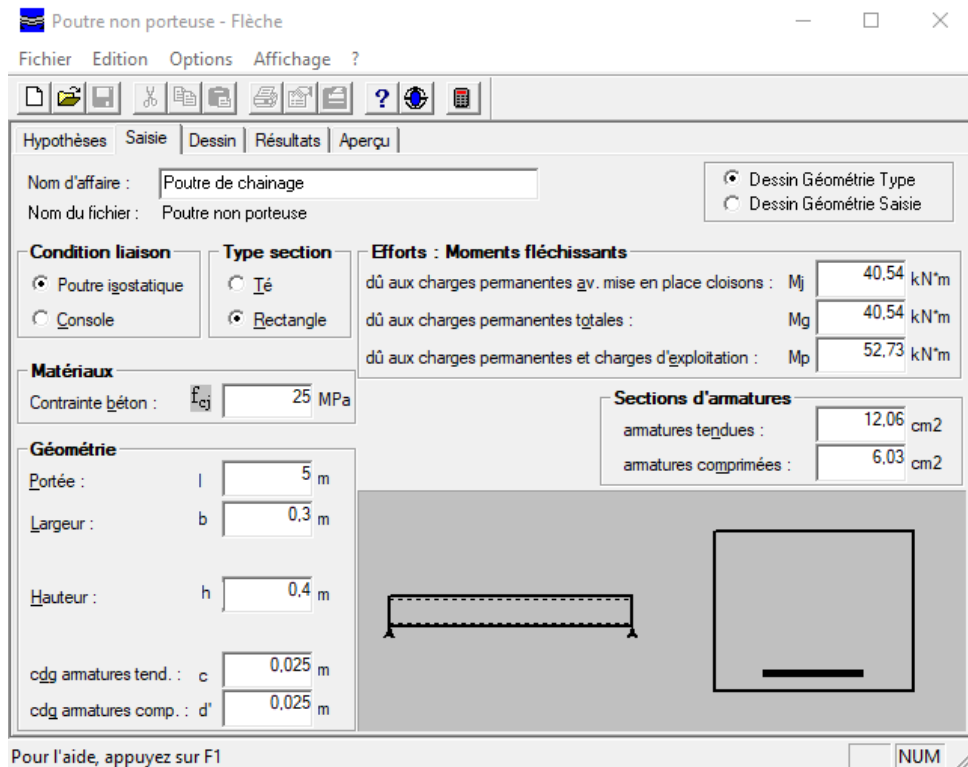 Poutre non porteuse - Flèche
Fichier Edition Options Affichage ?
Hypothèses Saisie Dessin Résultats Aperçu
Nom d'affaire : Poutre de chainage
Nom du fichier : Poutre non porteuse
Dessin Géométrie Type
Dessin Géométrie Saisie
Condition liaison
Poutre isostatique
Console
Type section
Té
Rectangle
Efforts : Moments fléchissants
dû aux charges permanentes av. mise en place cloisons : Mj 40,54 kN*m
dû aux charges permanentes totales : Mg 40,54 kN*m
dû aux charges permanentes et charges d'exploitation : Mp 52,73 kN*m
Matériaux
Contrainte béton : fcj 25 MPa
Sections d'armatures
armatures tendues : 12,06 cm2
armatures comprimées : 6,03 cm2
Géométrie
Portée : l 5 m
Largeur : b 0,3 m
Hauteur : h 0,4 m
cdg armatures tend. : c 0,025 m
cdg armatures comp. : d' 0,025 m
Pour l'aide, appuyez sur F1
NUM